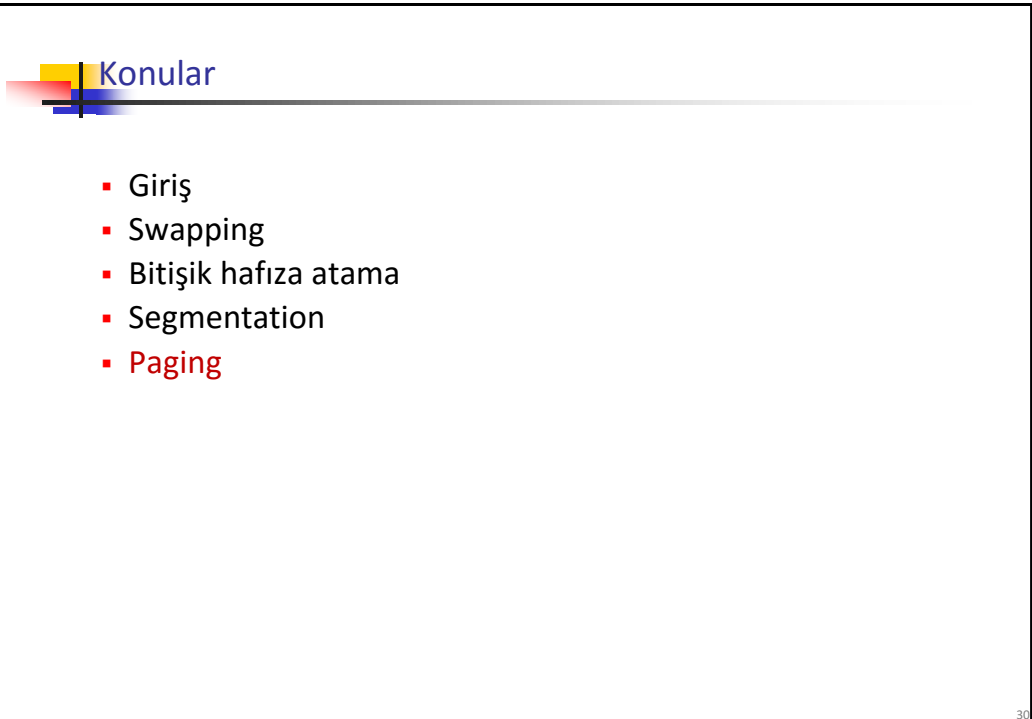 Konular
▪ Giriş
▪ Swapping
▪ Bitişik hafıza atama
▪ Segmentation
▪ Paging
30